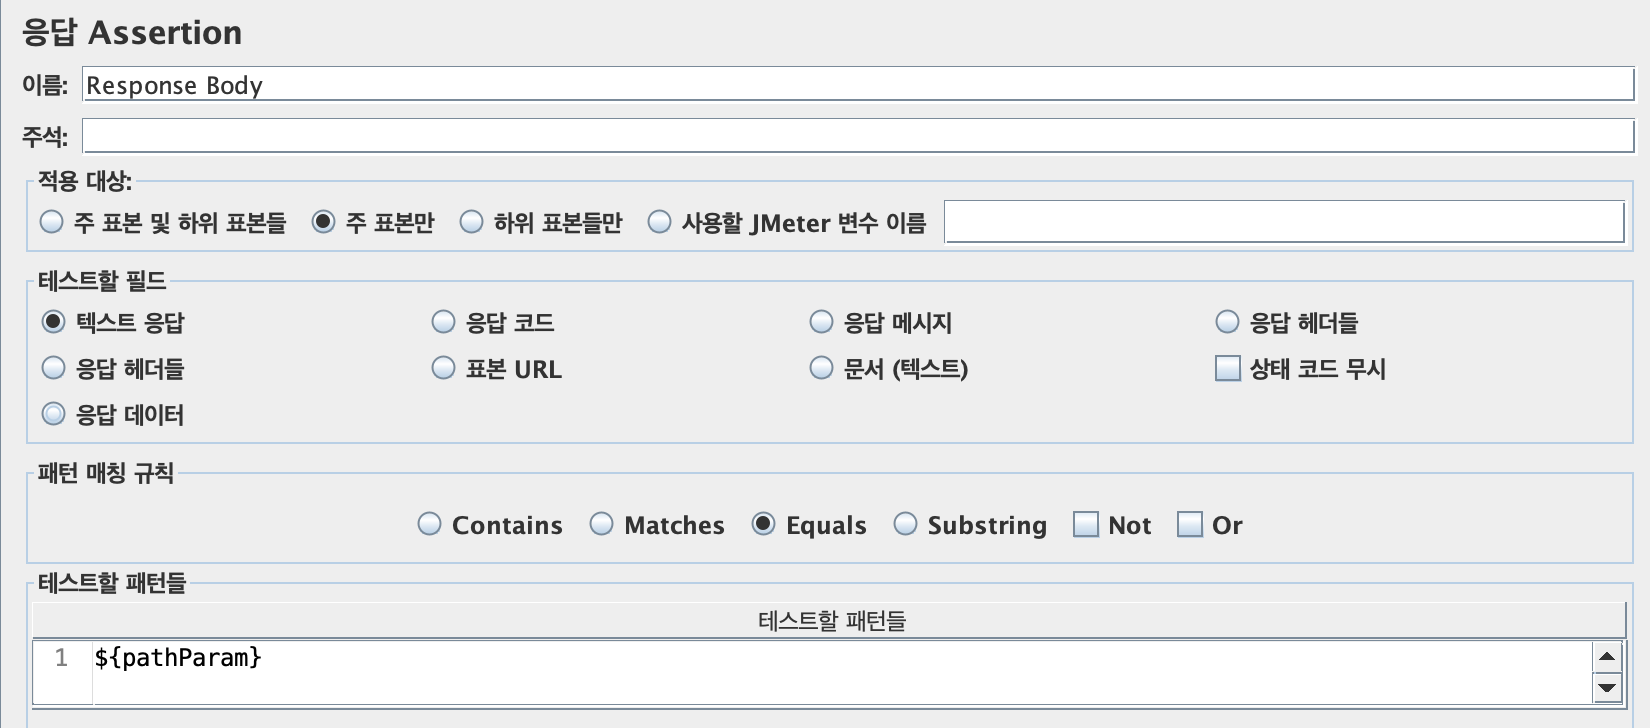 응답 Assertion
이름: Response Body
주석:
적용 대상:
주 표본 및 하위 표본들 주 표본만 하위 표본들만 사용할 JMeter 변수 이름
테스트할 필드
텍스트 응답 응답 코드 응답 메시지 응답 헤더들
응답 헤더들 표본 URL 문서 (텍스트) 상태 코드 무시
응답 데이터
패턴 매칭 규칙
Contains Matches Equals Substring Not Or
테스트할 패턴들
테스트할 패턴들
1 ${pathParam}